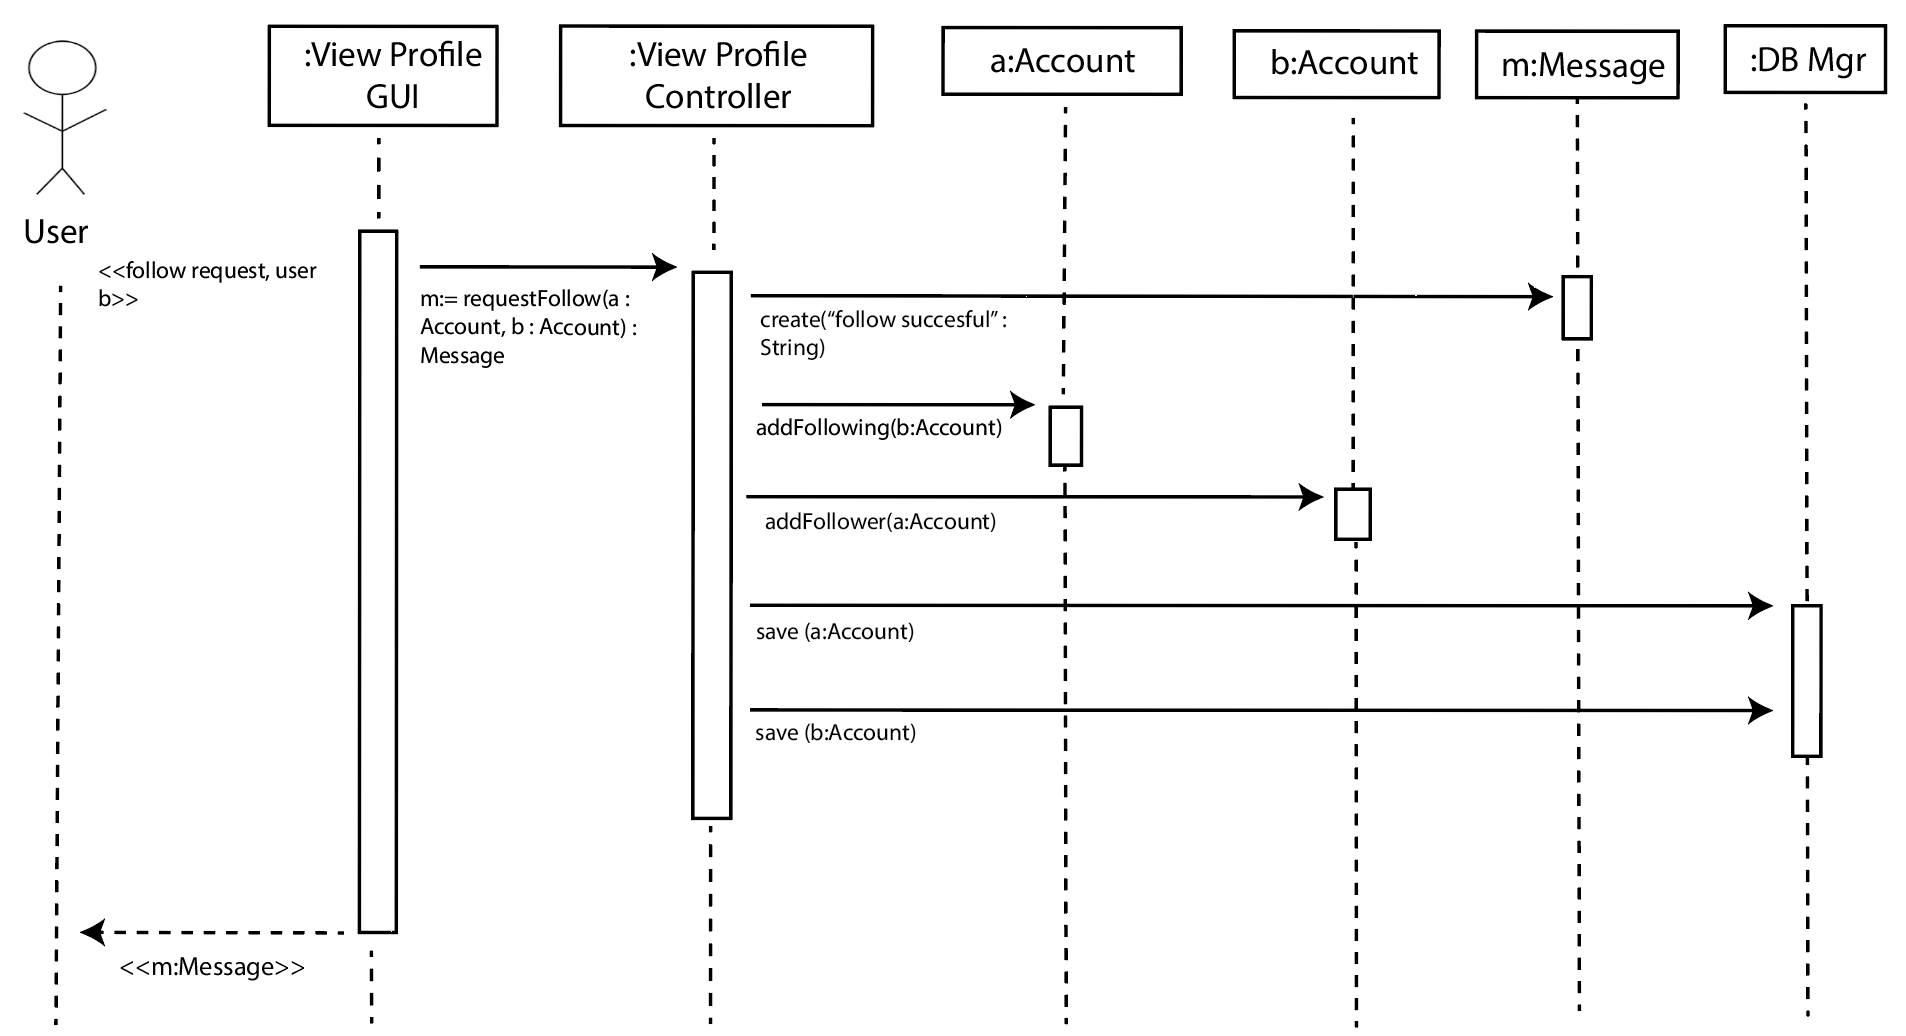 :View Profile
GUI
:View Profile
Controller
a:Account
b:Account
m:Message
:DB Mgr
User
<<follow request, user
b>>
m:= requestFollow(a :
Account, b : Account) :
Message
create(“follow succesful” :
String)
addFollowing(b:Account)
addFollower(a:Account)
save (a:Account)
save (b:Account)
<<m:Message>>